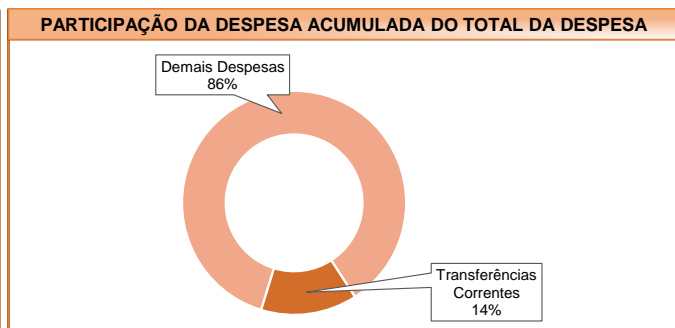 PARTICIPAÇÃO DA DESPESA ACUMULADA DO TOTAL DA DESPESA
Demais Despesas
86%
Transferências
Correntes
14%